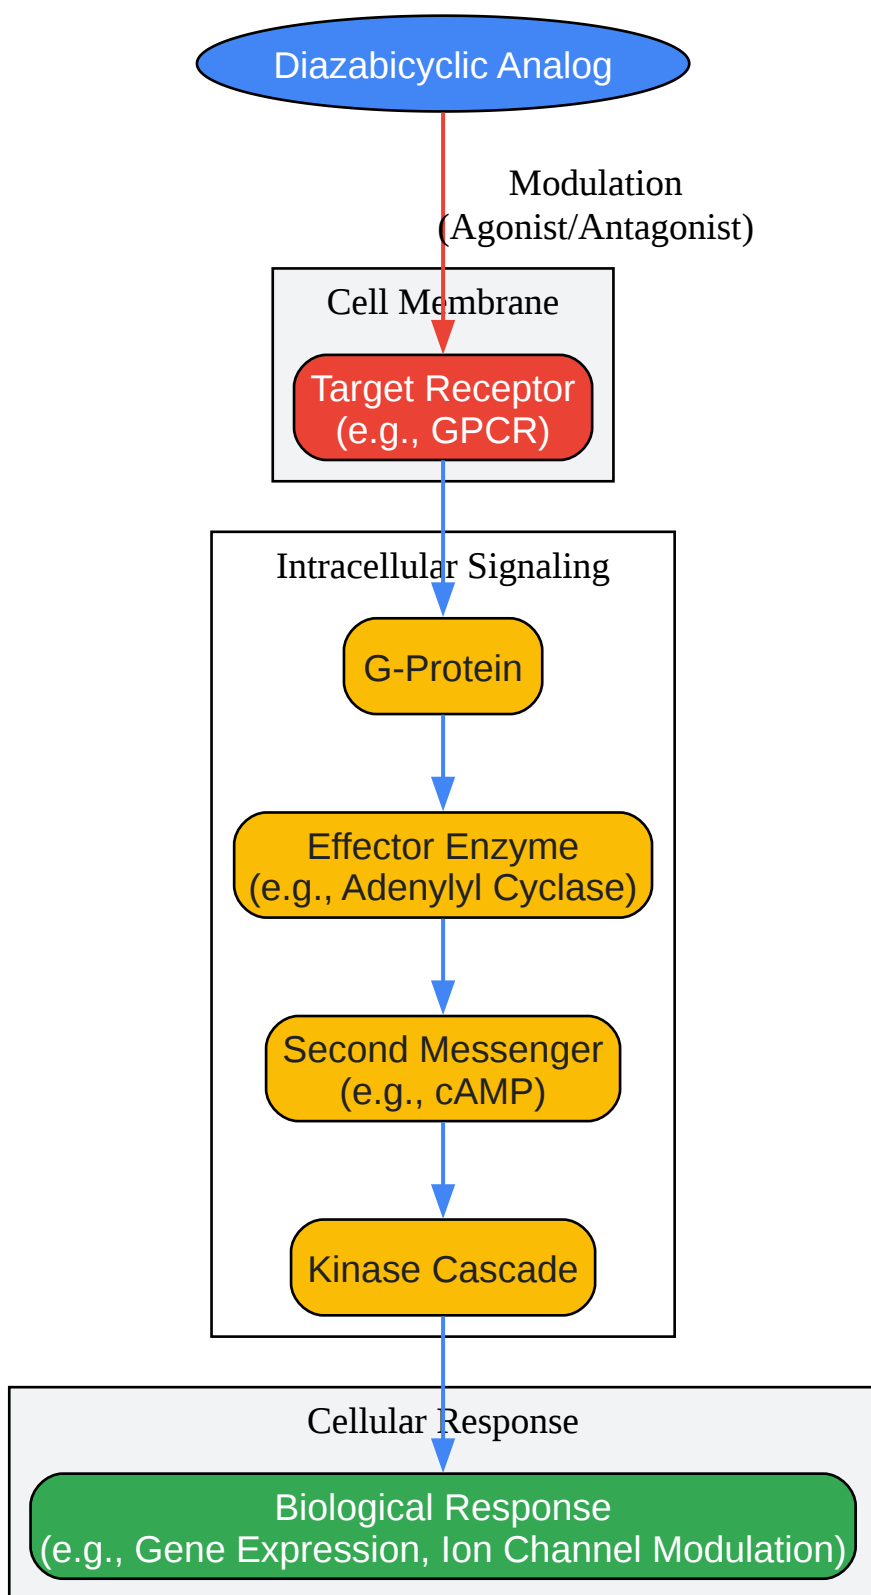 Diazabicyclic Analog
Modulation
(Agonist/Antagonist)
Cell Membrane
Target Receptor
(e.g., GPCR)
Intracellular Signaling
G-Protein
Effector Enzyme
(e.g., Adenylyl Cyclase)
Second Messenger
(e.g., cAMP)
Kinase Cascade
Cellular Response
Biological Response
(e.g., Gene Expression, Ion Channel Modulation)